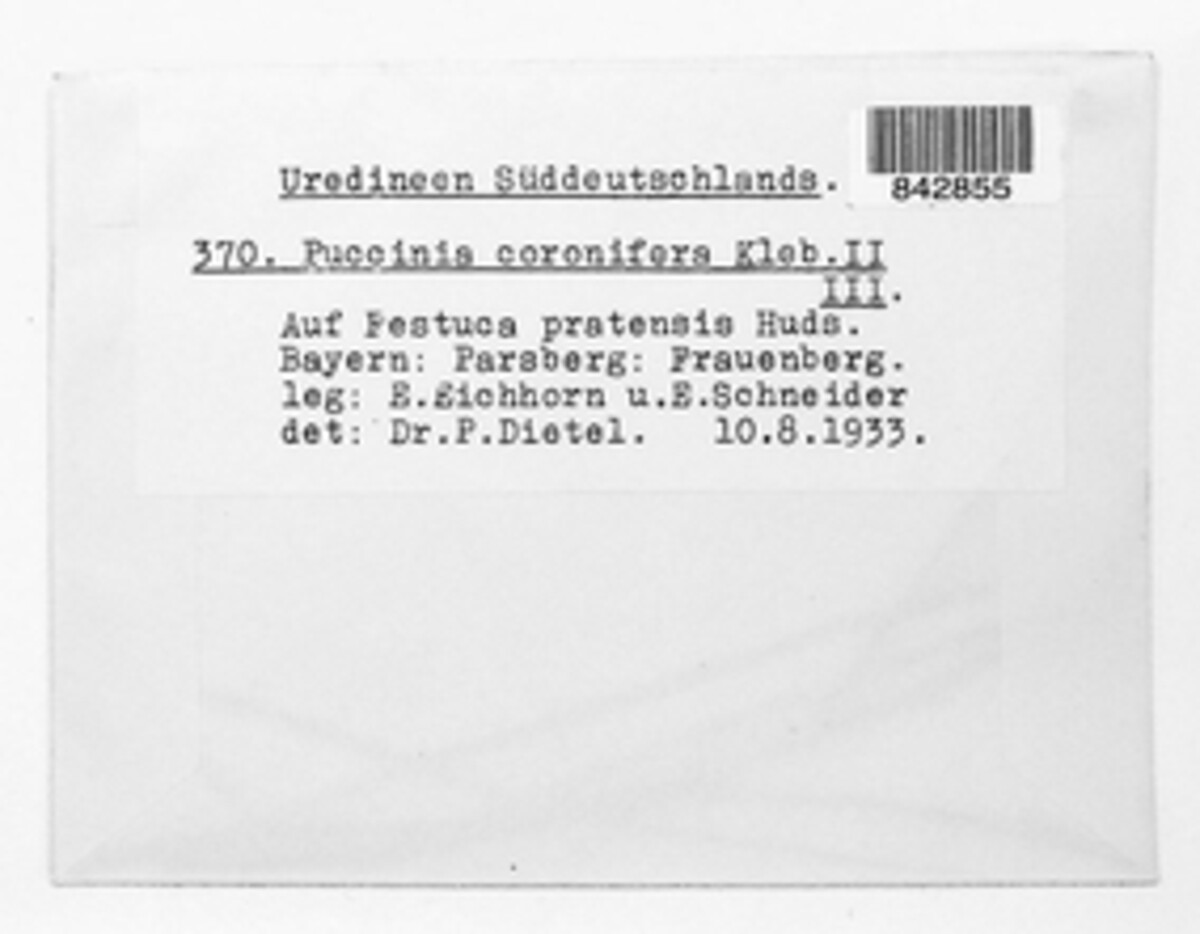 Uredineen Süddeutschlands.
842855
370. Puccinia coronifera Kleb.II
III.
Auf Festuca pratensis Huds.
Bayern: Parsberg: Frauenberg.
leg: E.Eichhorn u.E.Schneider
det: Dr.P.Dietel. 10.8.1933.